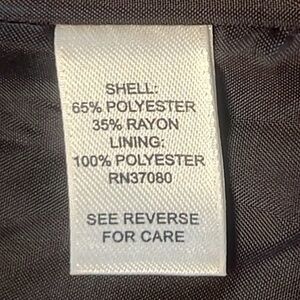 SHELL:
65% POLYESTER
35% RAYON
LINING:
100% POLYESTER
RN37080
SEE REVERSE
FOR CARE